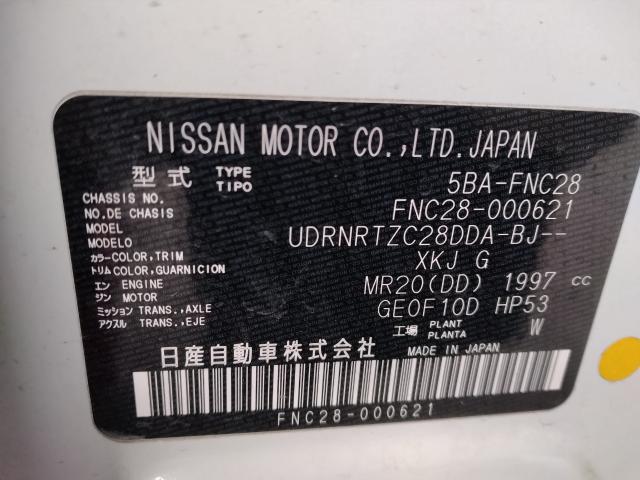 NISSAN MOTOR CO.,LTD.JAPAN
型式 TYPE TIPO 5BA-FNC28
CHASSIS NO. NO.DE CHASIS FNC28-000621
MODEL MODELO UDRNRTZC28DDA-BJ--
カラー COLOR, TRIM トリム COLOR, GUARNICION XKJ G
エン ENGINE ジン MOTOR MR20(DD) 1997 cc
ミッション TRANS.,AXLE アクスル TRANS.,EJE GE0F10D HP53
工場 PLANT PLANTA W
日産自動車株式会社 MADE IN JAPAN
FNC28-000621